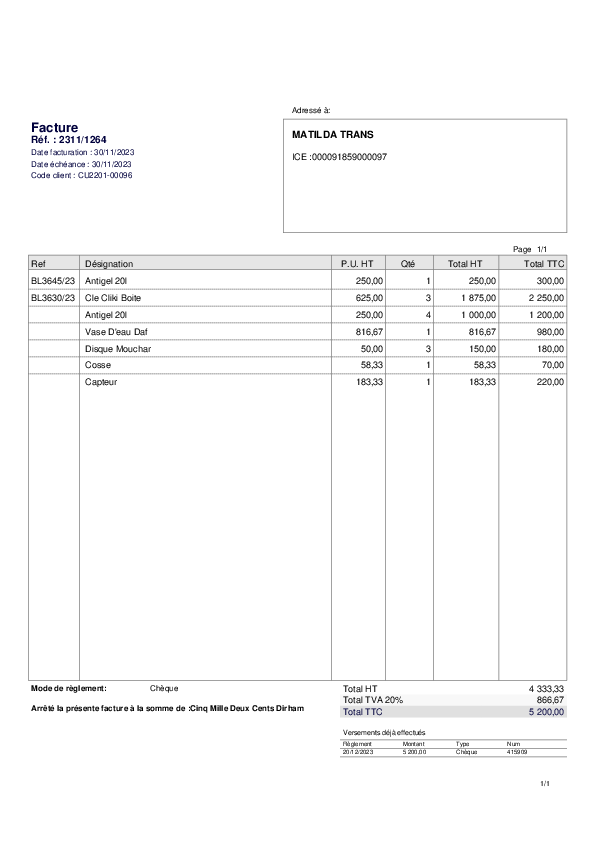 Adressé à:
Facture
Réf. : 2311/1264
Date facturation : 30/11/2023
Date échéance : 30/11/2023
Code client : CU2201-00096
MATILDA TRANS
ICE :000091859000097
Page 1/1
Ref Désignation P.U. HT Qté Total HT Total TTC
BL3645/23 Antigel 20l 250,00 1 250,00 300,00
BL3630/23 Cle Cliki Boite 625,00 3 1 875,00 2 250,00
Antigel 20l 250,00 4 1 000,00 1 200,00
Vase D'eau Daf 816,67 1 816,67 980,00
Disque Mouchar 50,00 3 150,00 180,00
Cosse 58,33 1 58,33 70,00
Capteur 183,33 1 183,33 220,00
Mode de règlement: Chèque
Arrêté la présente facture à la somme de :Cinq Mille Deux Cents Dirham
Total HT 4 333,33
Total TVA 20% 866,67
Total TTC 5 200,00
Versements déjà effectués
Règlement Montant Type Num
20/12/2023 5 200,00 Chèque 415909
1/1